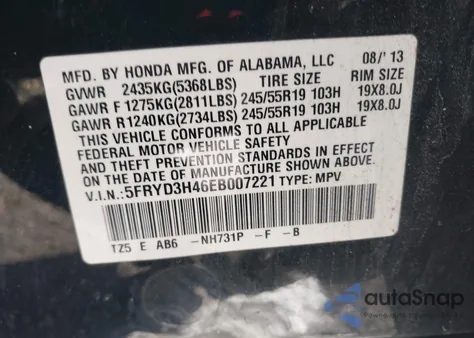 MFD. BY HONDA MFG. OF ALABAMA, LLC 08/'13
GVWR 2435KG(5368LBS) TIRE SIZE RIM SIZE
GAWR F 1275KG(2811LBS) 245/55R19 103H 19X8.0J
GAWR R1240KG(2734LBS) 245/55R19 103H 19X8.0J
THIS VEHICLE CONFORMS TO ALL APPLICABLE
FEDERAL MOTOR VEHICLE SAFETY
AND THEFT PREVENTION STANDARDS IN EFFECT
ON THE DATE OF MANUFACTURE SHOWN ABOVE.
V.I.N.:5FRYD3H46EB007221 TYPE: MPV
TZ5 E AB6 -NH731P -F -B
autoSnap